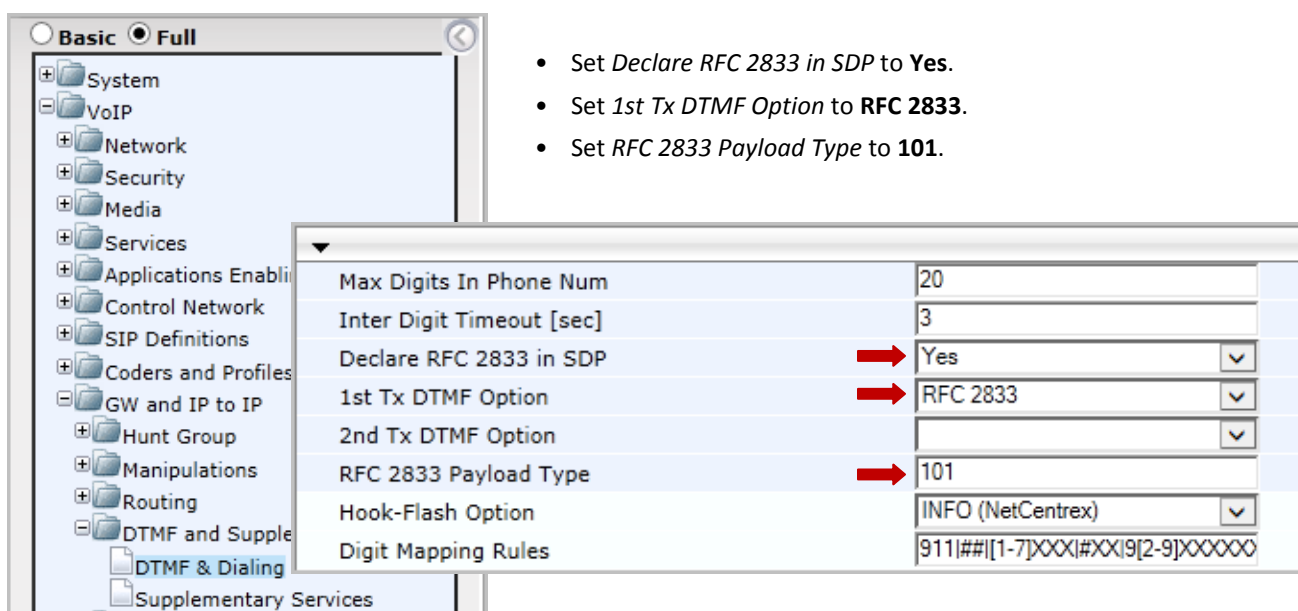 Basic Full
System
VoIP
Network
Security
Media
Services
Applications
Control Network
SIP Definitions
Coders and Profiles
GW and IP to IP
Hunt Group
Manipulations
Routing
DTMF and
DTMF & Dialing
Supplementary Services
• Set Declare RFC 2833 in SDP to Yes.
• Set 1st Tx DTMF Option to RFC 2833.
• Set RFC 2833 Payload Type to 101.
Max Digits In Phone Num 20
Inter Digit Timeout [sec] 3
Declare RFC 2833 in SDP Yes
1st Tx DTMF Option RFC 2833
2nd Tx DTMF Option
RFC 2833 Payload Type 101
Hook-Flash Option INFO (NetCentrex)
Digit Mapping Rules 911|##|[1-7]XXX|#XX|9[2-9]XXXXXX